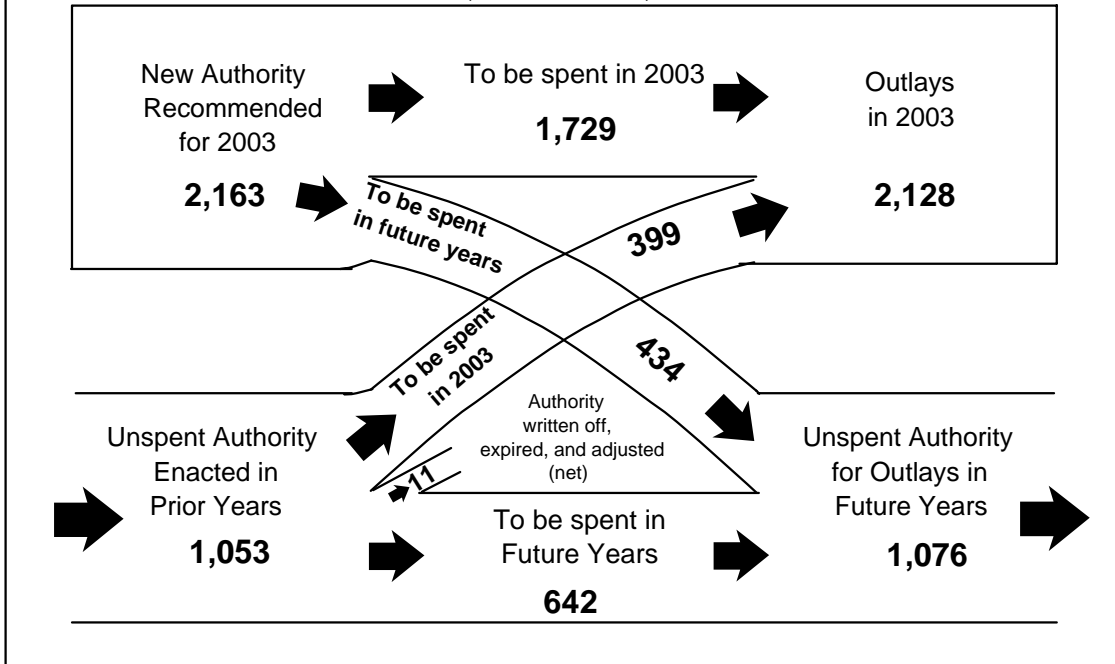 New Authority
Recommended
for 2003
2,163
To be spent in 2003
1,729
Outlays
in 2003
2,128
To be spent
in future years
399
To be spent
in 2003
434
Authority
written off,
expired, and adjusted
(net)
11
Unspent Authority
Enacted in
Prior Years
1,053
To be spent in
Future Years
642
Unspent Authority
for Outlays in
Future Years
1,076